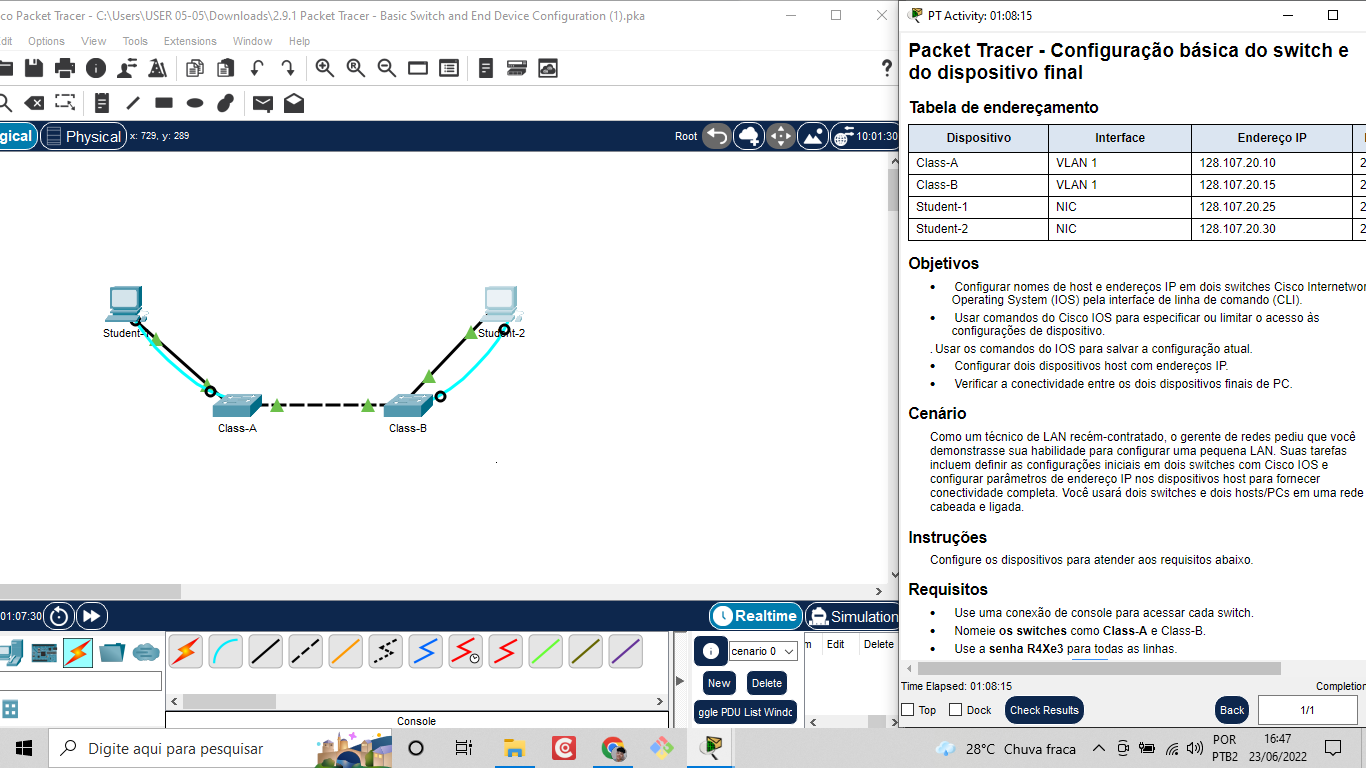 co Packet Tracer - C:\Users\USER 05-05\Downloads\2.9.1 Packet Tracer - Basic Switch and End Device Configuration (1).pka
dit Options View Tools Extensions Window Help
gical Physical x: 729, y: 289 Root 10:01:30
Student-1
Student-2
Class-A
Class-B
01:07:30 Realtime Simulation
cenario 0
m Edit Delete
New Delete
ggle PDU List Windo
Console
PT Activity: 01:08:15
Packet Tracer - Configuração básica do switch e
do dispositivo final
Tabela de endereçamento
Dispositivo Interface Endereço IP
Class-A VLAN 1 128.107.20.10 2
Class-B VLAN 1 128.107.20.15 2
Student-1 NIC 128.107.20.25 2
Student-2 NIC 128.107.20.30 2
Objetivos
• Configurar nomes de host e endereços IP em dois switches Cisco Internetwor
Operating System (IOS) pela interface de linha de comando (CLI).
• Usar comandos do Cisco IOS para especificar ou limitar o acesso às
configurações de dispositivo.
. Usar os comandos do IOS para salvar a configuração atual.
• Configurar dois dispositivos host com endereços IP.
• Verificar a conectividade entre os dois dispositivos finais de PC.
Cenário
Como um técnico de LAN recém-contratado, o gerente de redes pediu que você
demonstrasse sua habilidade para configurar uma pequena LAN. Suas tarefas
incluem definir as configurações iniciais em dois switches com Cisco IOS e
configurar parâmetros de endereço IP nos dispositivos host para fornecer
conectividade completa. Você usará dois switches e dois hosts/PCs em uma rede
cabeada e ligada.
Instruções
Configure os dispositivos para atender aos requisitos abaixo.
Requisitos
• Use uma conexão de console para acessar cada switch.
• Nomeie os switches como Class-A e Class-B.
• Use a senha R4Xe3 para todas as linhas.
Time Elapsed: 01:08:15 Completion
Top Dock Check Results Back 1/1
Digite aqui para pesquisar
28°C Chuva fraca
POR
PTB2
16:47
23/06/2022